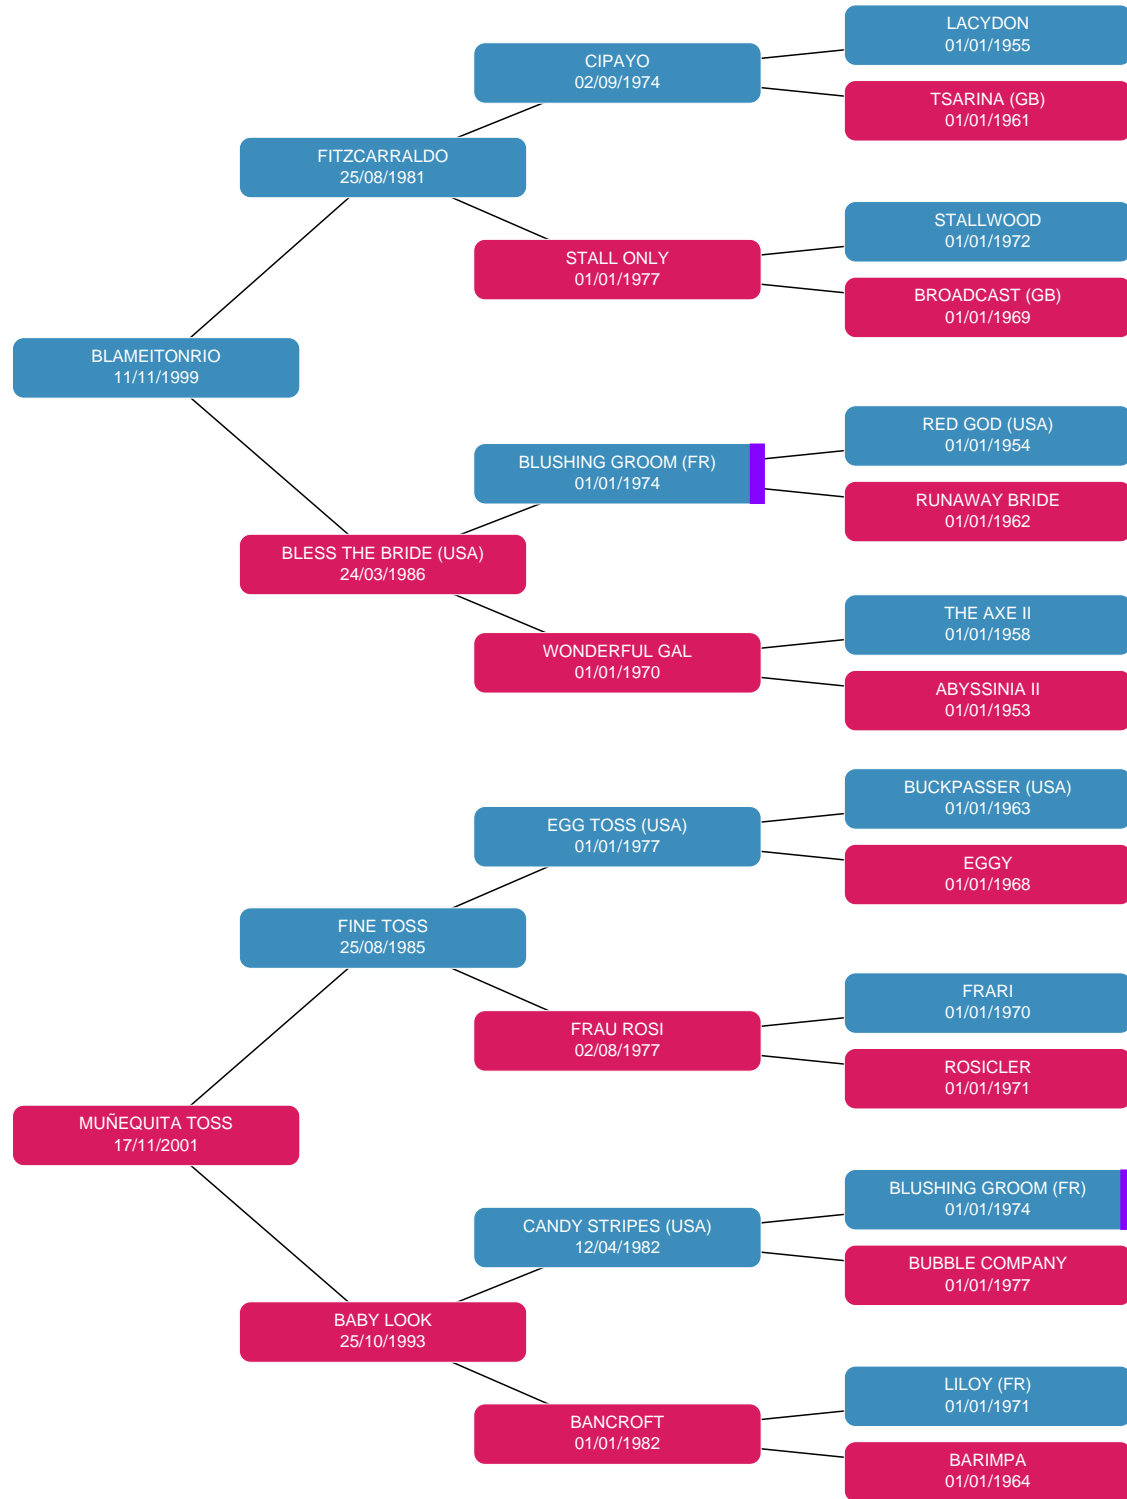 LACYDON
01/01/1955
CIPAYO
02/09/1974
TSARINA (GB)
01/01/1961
FITZCARRALDO
25/08/1981
STALLWOOD
01/01/1972
STALL ONLY
01/01/1977
BROADCAST (GB)
01/01/1969
BLAMEITONRIO
11/11/1999
RED GOD (USA)
01/01/1954
BLUSHING GROOM (FR)
01/01/1974
RUNAWAY BRIDE
01/01/1962
BLESS THE BRIDE (USA)
24/03/1986
THE AXE II
01/01/1958
WONDERFUL GAL
01/01/1970
ABYSSINIA II
01/01/1953
BUCKPASSER (USA)
01/01/1963
EGG TOSS (USA)
01/01/1977
EGGY
01/01/1968
FINE TOSS
25/08/1985
FRARI
01/01/1970
FRAU ROSI
02/08/1977
ROSICLER
01/01/1971
MUÑEQUITA TOSS
17/11/2001
BLUSHING GROOM (FR)
01/01/1974
CANDY STRIPES (USA)
12/04/1982
BUBBLE COMPANY
01/01/1977
BABY LOOK
25/10/1993
LILOY (FR)
01/01/1971
BANCROFT
01/01/1982
BARIMPA
01/01/1964